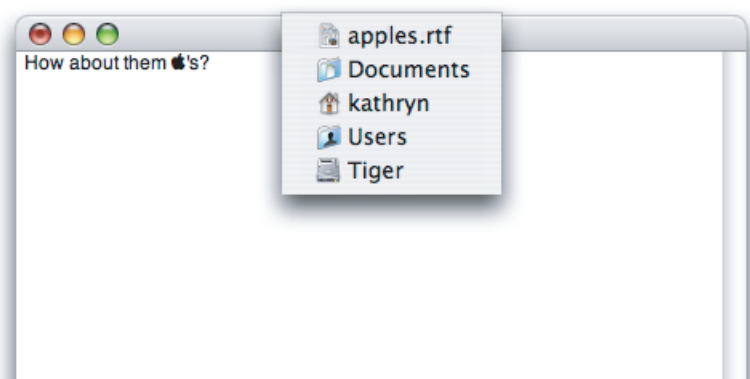 apples.rtf
Documents
kathryn
Users
Tiger
How about them 's?